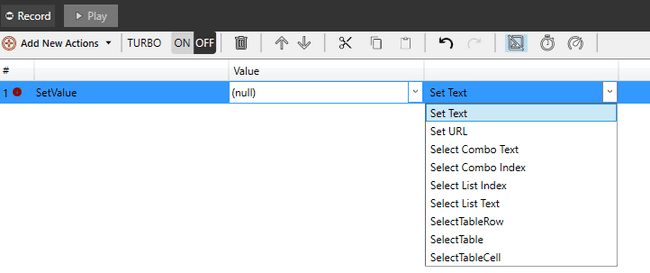 Record Play
Add New Actions TURBO ON OFF
# Value
1 SetValue (null) Set Text
Set Text
Set URL
Select Combo Text
Select Combo Index
Select List Index
Select List Text
SelectTableRow
SelectTable
SelectTableCell